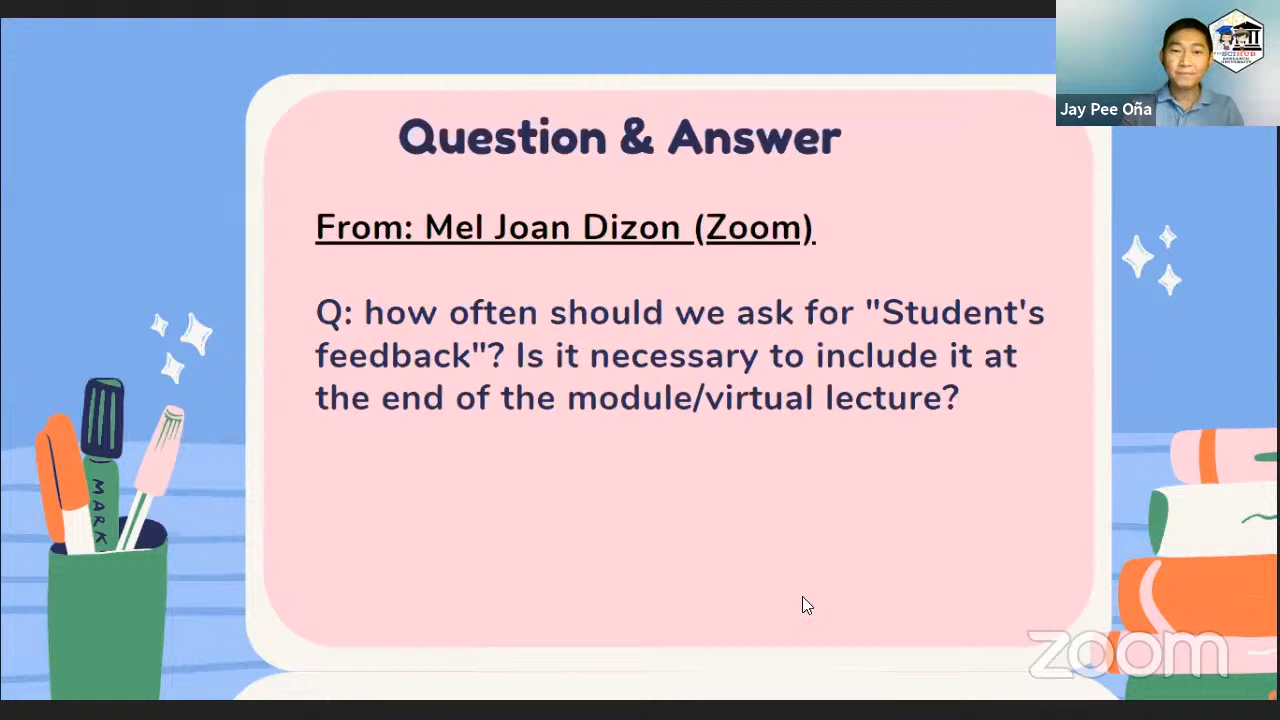 Question & Answer
From: Mel Joan Dizon (Zoom)
Q: how often should we ask for "Student's
feedback"? Is it necessary to include it at
the end of the module/virtual lecture?
Jay Pee Oña
SCIHUB
MARK
zoom